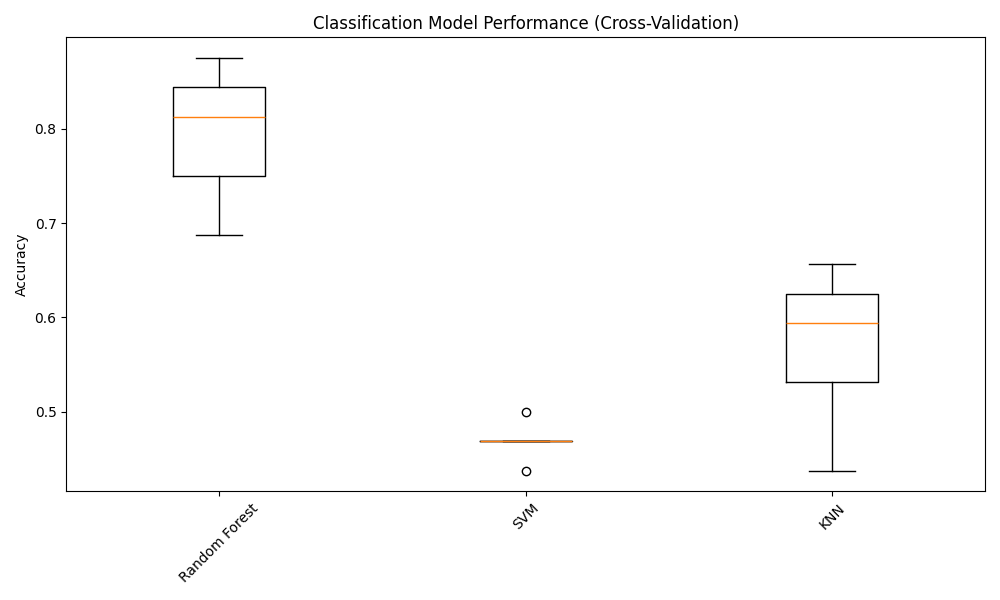 Classification Model Performance (Cross-Validation)
Accuracy
0.8
0.7
0.6
0.5
Random Forest
SVM
KNN